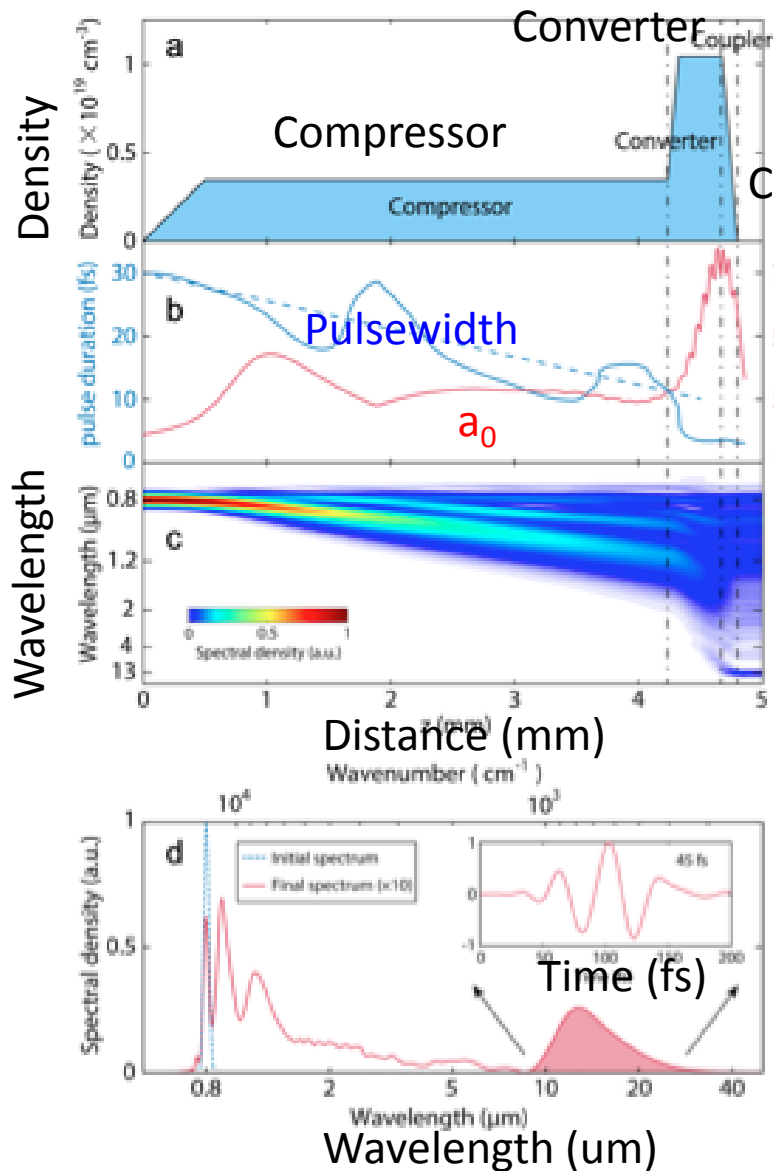 Converter
Coupler
a
1
0.5
0
Density
Density ( × 10¹⁹ cm⁻³)
Compressor
Converter
C
Compressor
30
20
10
0
pulse duration (fs)
b
Pulsewidth
a₀
Wavelength
Wavelength (μm)
0.8
1.2
2
4
13
c
0
0.5
1
Spectral density (a.u.)
0
1
2
3
4
5
z (mm)
Distance (mm)
Wavenumber ( cm⁻¹)
10⁴
10³
1
0.5
0
Spectral density (a.u.)
d
Initial spectrum
Final spectrum (×10)
45 fs
1
0
-1
0
50
100
150
200
Time (fs)
0.8
2
5
10
20
40
Wavelength (μm)
Wavelength (um)